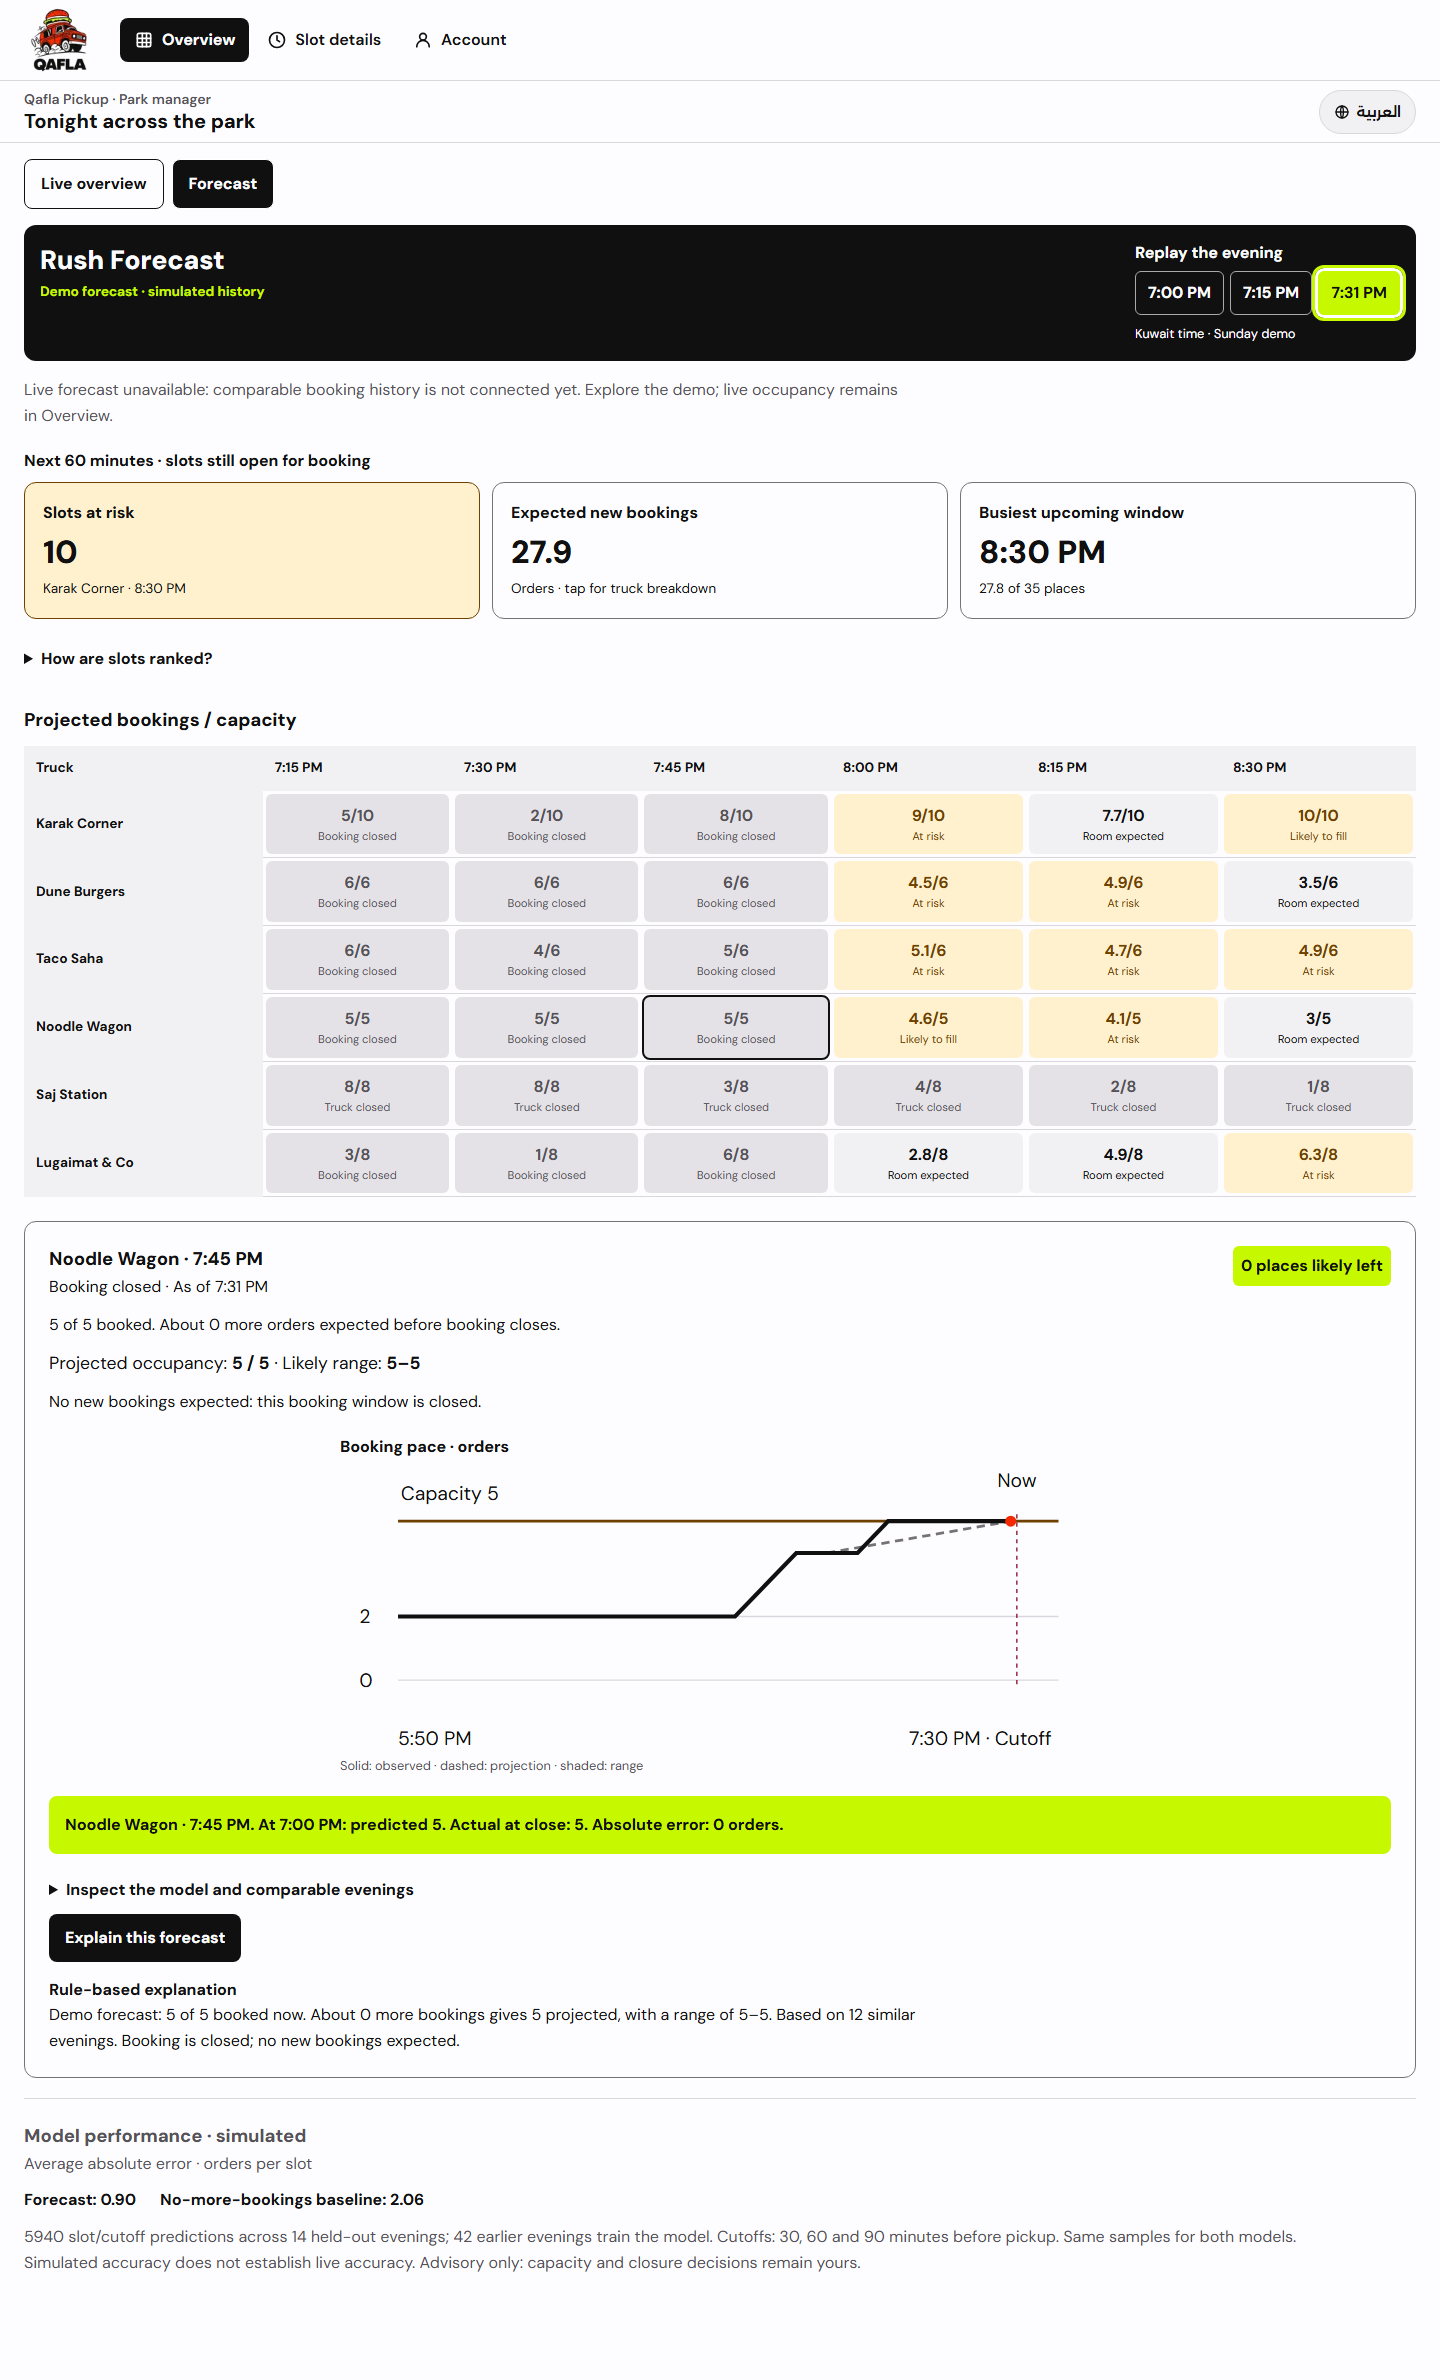 QAFLA
Overview
Slot details
Account
Qafla Pickup · Park manager
Tonight across the park
العربية
Live overview
Forecast
Rush Forecast
Demo forecast · simulated history
Replay the evening
7:00 PM
7:15 PM
7:31 PM
Kuwait time · Sunday demo
Live forecast unavailable: comparable booking history is not connected yet. Explore the demo; live occupancy remains
in Overview.
Next 60 minutes · slots still open for booking
Slots at risk
10
Karak Corner · 8:30 PM
Expected new bookings
27.9
Orders · tap for truck breakdown
Busiest upcoming window
8:30 PM
27.8 of 35 places
How are slots ranked?
Projected bookings / capacity
Truck 7:15 PM 7:30 PM 7:45 PM 8:00 PM 8:15 PM 8:30 PM
Karak Corner
5/10 2/10 8/10 9/10 7.7/10 10/10
Booking closed Booking closed Booking closed At risk Room expected Likely to fill
Dune Burgers
6/6 6/6 6/6 4.5/6 4.9/6 3.5/6
Booking closed Booking closed Booking closed At risk At risk Room expected
Taco Saha
6/6 4/6 5/6 5.1/6 4.7/6 4.9/6
Booking closed Booking closed Booking closed At risk At risk At risk
Noodle Wagon
5/5 5/5 5/5 4.6/5 4.1/5 3/5
Booking closed Booking closed Booking closed Likely to fill At risk Room expected
Saj Station
8/8 8/8 3/8 4/8 2/8 1/8
Truck closed Truck closed Truck closed Truck closed Truck closed Truck closed
Lugaimat & Co
3/8 1/8 6/8 2.8/8 4.9/8 6.3/8
Booking closed Booking closed Booking closed Room expected Room expected At risk
Noodle Wagon · 7:45 PM
0 places likely left
Booking closed · As of 7:31 PM
5 of 5 booked. About 0 more orders expected before booking closes.
Projected occupancy: 5 / 5 · Likely range: 5–5
No new bookings expected: this booking window is closed.
Booking pace · orders
Now
Capacity 5
2
0
5:50 PM
7:30 PM · Cutoff
Solid: observed · dashed: projection · shaded: range
Noodle Wagon · 7:45 PM. At 7:00 PM: predicted 5. Actual at close: 5. Absolute error: 0 orders.
Inspect the model and comparable evenings
Explain this forecast
Rule-based explanation
Demo forecast: 5 of 5 booked now. About 0 more bookings gives 5 projected, with a range of 5–5. Based on 12 similar
evenings. Booking is closed; no new bookings expected.
Model performance · simulated
Average absolute error · orders per slot
Forecast: 0.90 No-more-bookings baseline: 2.06
5940 slot/cutoff predictions across 14 held-out evenings; 42 earlier evenings train the model. Cutoffs: 30, 60 and 90 minutes before pickup. Same samples for both models.
Simulated accuracy does not establish live accuracy. Advisory only: capacity and closure decisions remain yours.